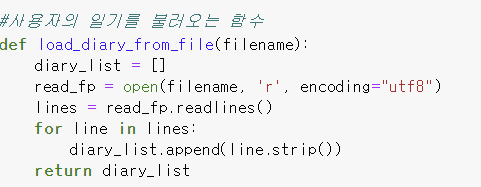 #사용자의 일기를 불러오는 함수
def load_diary_from_file(filename):
    diary_list = []
    read_fp = open(filename, 'r', encoding="utf8")
    lines = read_fp.readlines()
    for line in lines:
        diary_list.append(line.strip())
    return diary_list